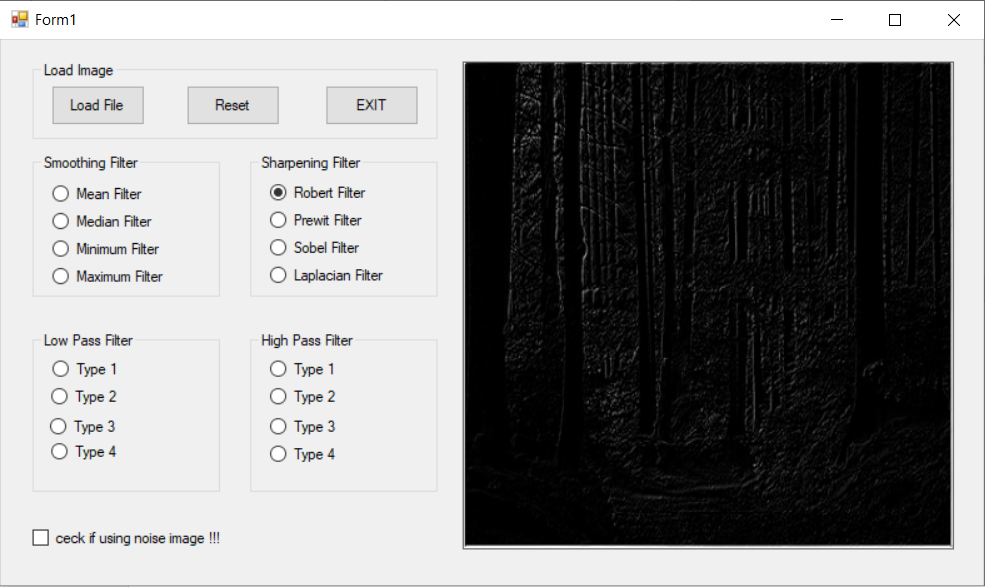 Form1
Load Image
Load File
Reset
EXIT
Smoothing Filter
Mean Filter
Median Filter
Minimum Filter
Maximum Filter
Sharpening Filter
Robert Filter
Prewit Filter
Sobel Filter
Laplacian Filter
Low Pass Filter
Type 1
Type 2
Type 3
Type 4
High Pass Filter
Type 1
Type 2
Type 3
Type 4
ceck if using noise image !!!